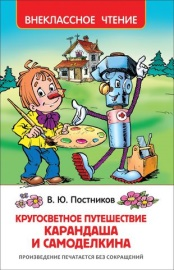 ВНЕКЛАССНОЕ ЧТЕНИЕ
В. Ю. Постников
КРУГОСВЕТНОЕ ПУТЕШЕСТВИЕ
КАРАНДАША
И САМОДЕЛКИНА
ПРОИЗВЕДЕНИЕ ПЕЧАТАЕТСЯ БЕЗ СОКРАЩЕНИЙ